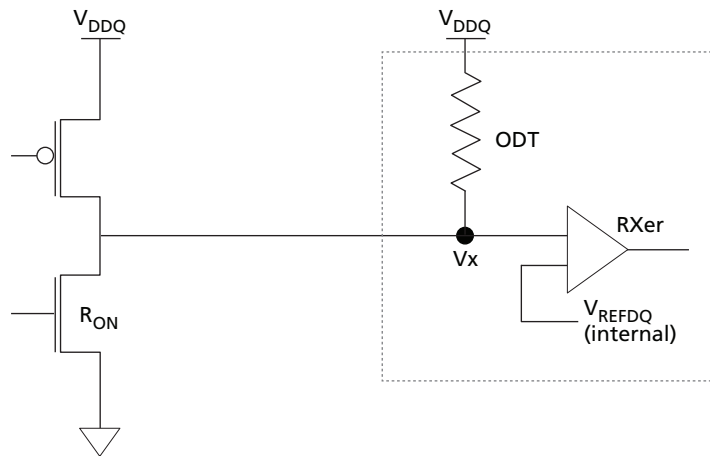 VDDQ
VDDQ
ODT
RXer
Vx
RON
VREFDQ
(internal)